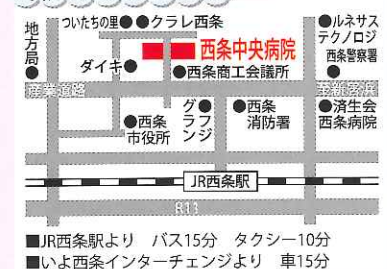 ついたちの里●
●クラレ西条
●ルネサス
テクノロジ
地方局●
西条中央病院
西条警察署●
ダイキ●
●西条商工会議所
産業道路
至新居浜
グラフジ●
ンジ
●西条
市役所
●西条
消防署
●済生会
西条病院
JR西条駅
R11
■JR西条駅より バス15分 タクシー10分
■いよ西条インターチェンジより 車15分